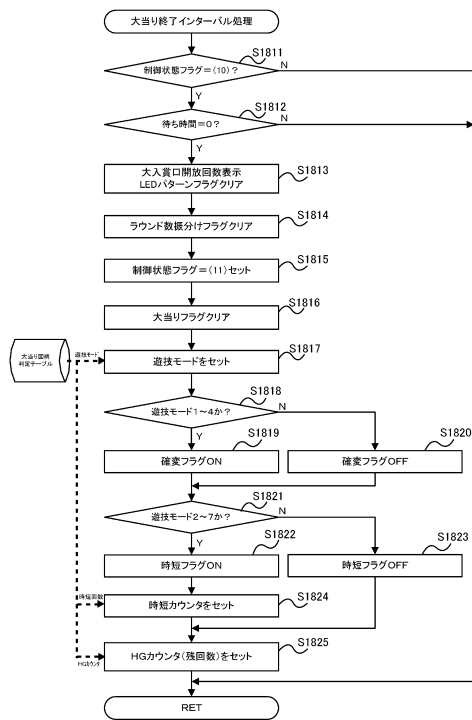 大当り終了インターバル処理
S1811
制御状態フラグ=(10)？
N
Y
S1812
待ち時間=0？
N
Y
大入賞口開放回数表示
LEDパターンフラグクリア
S1813
ラウンド数振分けフラグクリア
S1814
制御状態フラグ=(11)セット
S1815
大当りフラグクリア
S1816
大当り図柄
判定テーブル
遊技モード
遊技モードをセット
S1817
遊技モード1～4か？
S1818
N
Y
確変フラグON
S1819
確変フラグOFF
S1820
遊技モード2～7か？
S1821
N
Y
時短フラグON
S1822
時短フラグOFF
S1823
時短回数
時短カウンタをセット
S1824
HGカウンタ(残回数)をセット
S1825
HGカウンタ
RET